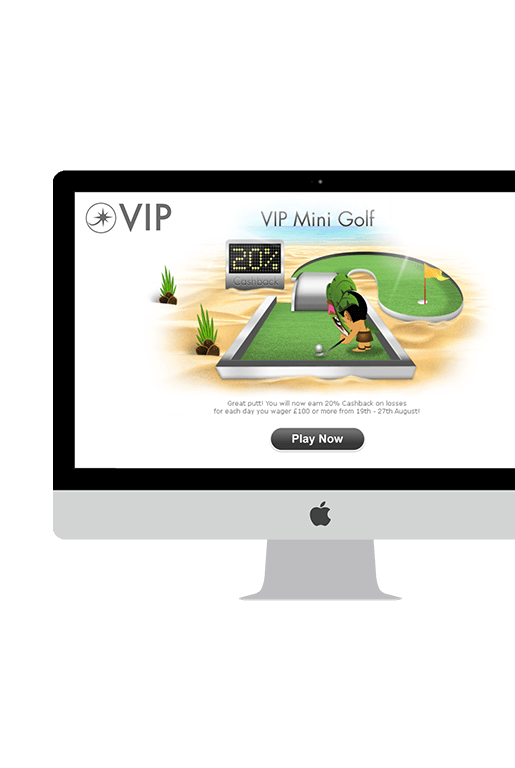 VIP
VIP Mini Golf
20%
Cashback
Great putt! You will now earn 20% Cashback on losses
for each day you wager £100 or more from 19th - 27th August!
Play Now